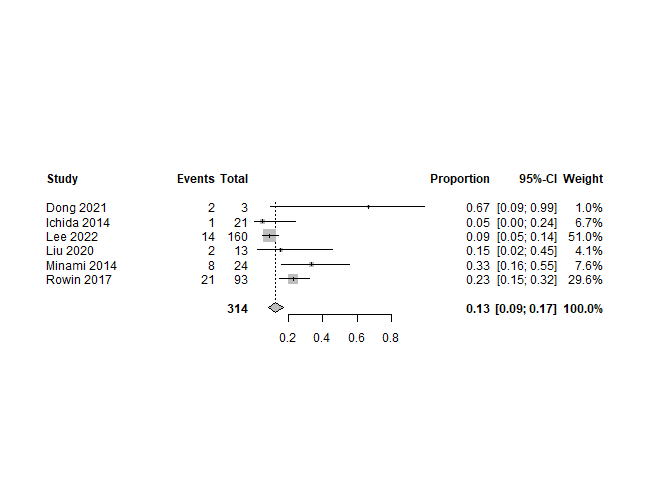 Study Events Total Proportion 95%-CI Weight
Dong 2021 2 3 0.67 [0.09; 0.99] 1.0%
Ichida 2014 1 21 0.05 [0.00; 0.24] 6.7%
Lee 2022 14 160 0.09 [0.05; 0.14] 51.0%
Liu 2020 2 13 0.15 [0.02; 0.45] 4.1%
Minami 2014 8 24 0.33 [0.16; 0.55] 7.6%
Rowin 2017 21 93 0.23 [0.15; 0.32] 29.6%
314 0.13 [0.09; 0.17] 100.0%
0.2 0.4 0.6 0.8